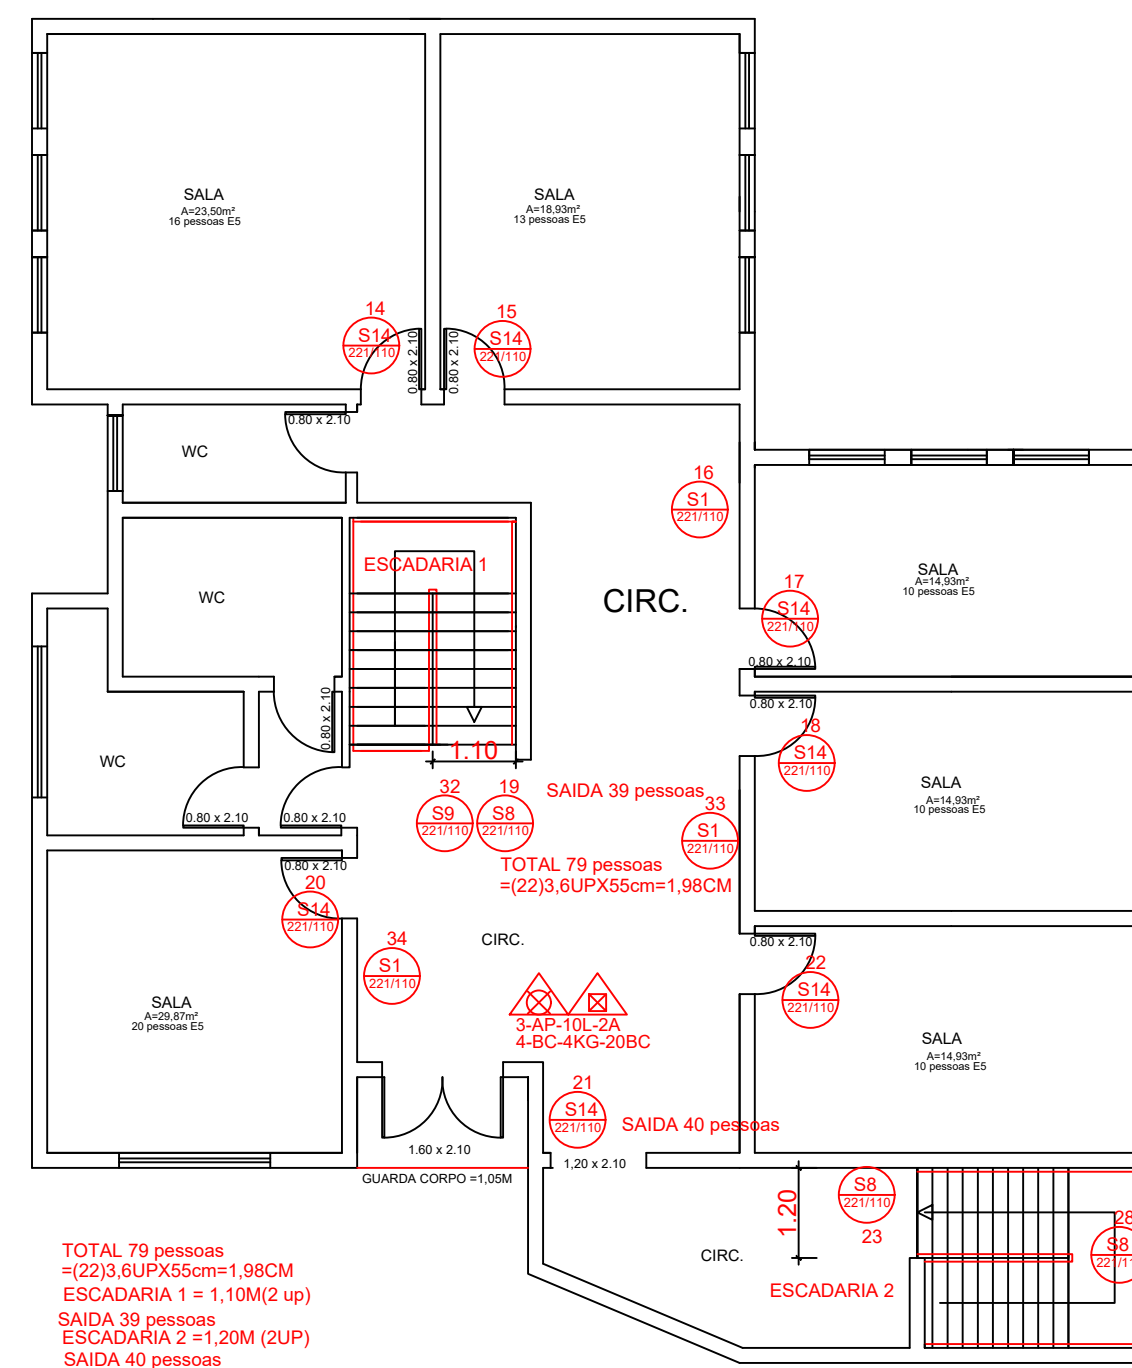 SALA
A=23,50m²
16 pessoas E5
SALA
A=18,93m²
13 pessoas E5
14
S14
221/110
0.80 x 2.10
15
S14
221/110
0.80 x 2.10
0.80 x 2.10
WC
16
S1
221/110
ESCADARIA 1
CIRC.
SALA
A=14,93m²
10 pessoas E5
17
S14
221/110
0.80 x 2.10
WC
0.80 x 2.10
0.80 x 2.10
18
S14
221/110
1.10
WC
SALA
A=14,93m²
10 pessoas E5
32
S9
221/110
19
S8
221/110
SAIDA 39 pessoas
33
S1
221/110
0.80 x 2.10
0.80 x 2.10
0.80 x 2.10
TOTAL 79 pessoas
=(22)3,6UPX55cm=1,98CM
20
S14
221/110
34
S1
221/110
CIRC.
0.80 x 2.10
22
S14
221/110
SALA
A=29,87m²
20 pessoas E5
3-AP-10L-2A
4-BC-4KG-20BC
SALA
A=14,93m²
10 pessoas E5
21
S14
221/110
SAIDA 40 pessoas
1.60 x 2.10
1,20 x 2.10
GUARDA CORPO =1,05M
1.20
S8
221/110
23
28
S8
CIRC.
ESCADARIA 2
TOTAL 79 pessoas
=(22)3,6UPX55cm=1,98CM
ESCADARIA 1 = 1,10M(2 up)
SAIDA 39 pessoas
ESCADARIA 2 =1,20M (2UP)
SAIDA 40 pessoas